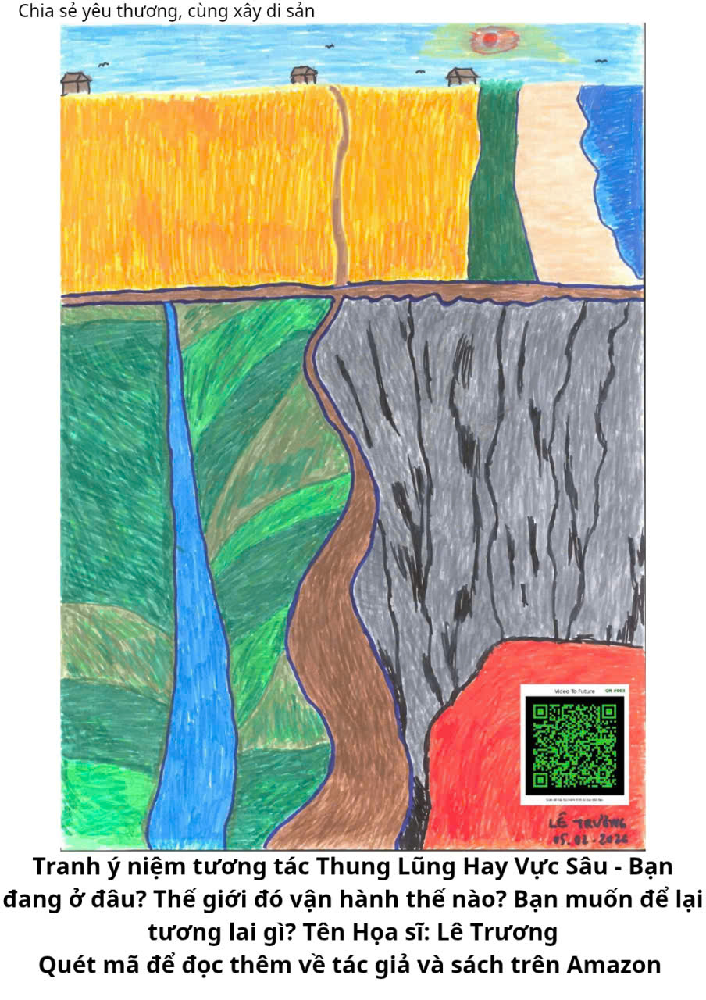 Chia sẻ yêu thương, cùng xây di sản
Video To Future
QR #003
LÊ TRƯƠNG
05.02-2026
Tranh ý niệm tương tác Thung Lũng Hay Vực Sâu - Bạn
đang ở đâu? Thế giới đó vận hành thế nào? Bạn muốn để lại
tương lai gì? Tên Họa sĩ: Lê Trương
Quét mã để đọc thêm về tác giả và sách trên Amazon